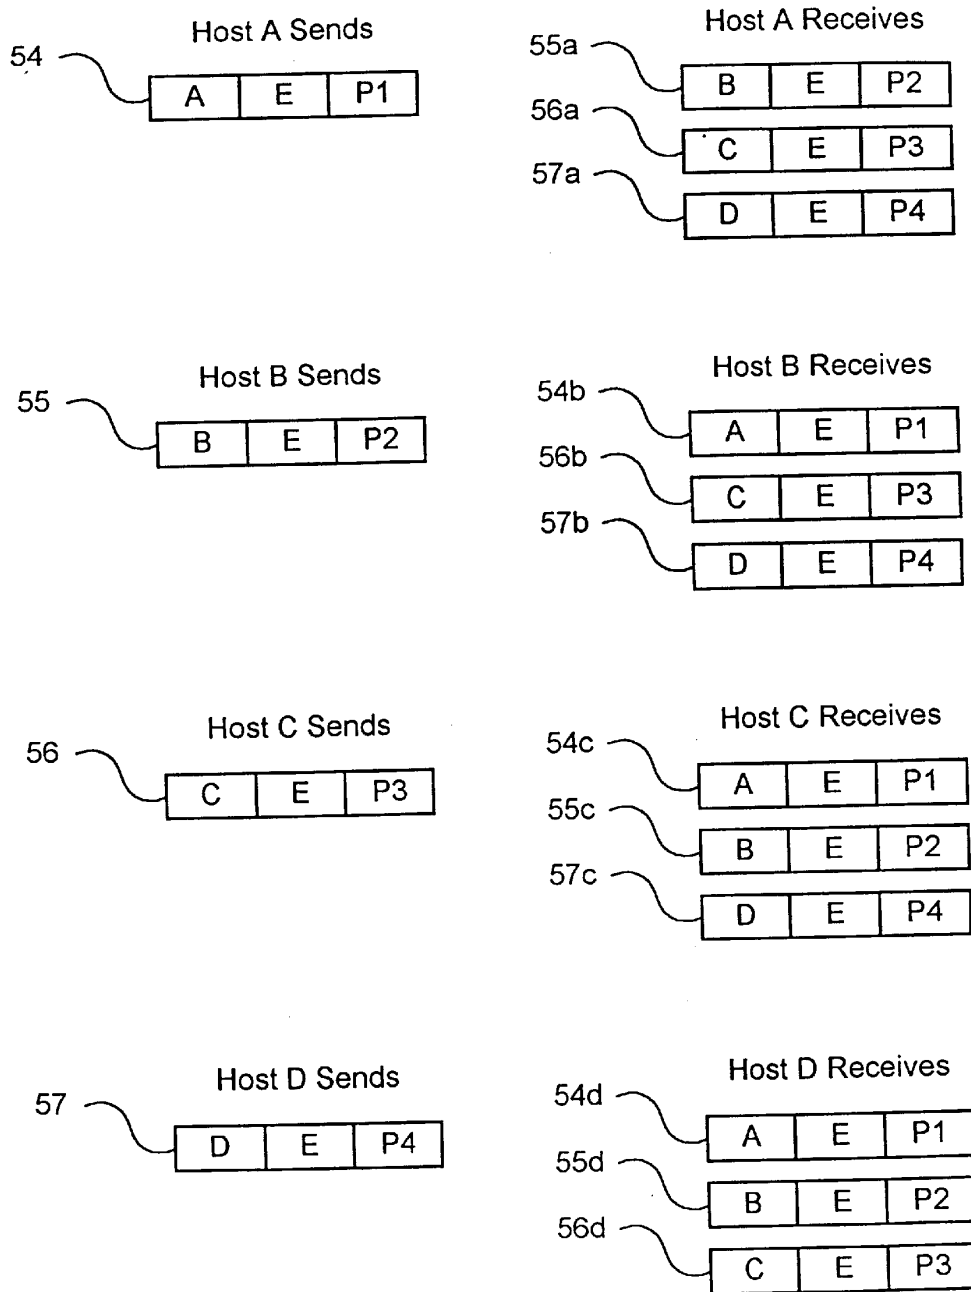 Host A Sends
54
A E P1
Host A Receives
55a
B E P2
56a
C E P3
57a
D E P4
Host B Sends
55
B E P2
Host B Receives
54b
A E P1
56b
C E P3
57b
D E P4
Host C Sends
56
C E P3
Host C Receives
54c
A E P1
55c
B E P2
57c
D E P4
Host D Sends
57
D E P4
Host D Receives
54d
A E P1
55d
B E P2
56d
C E P3